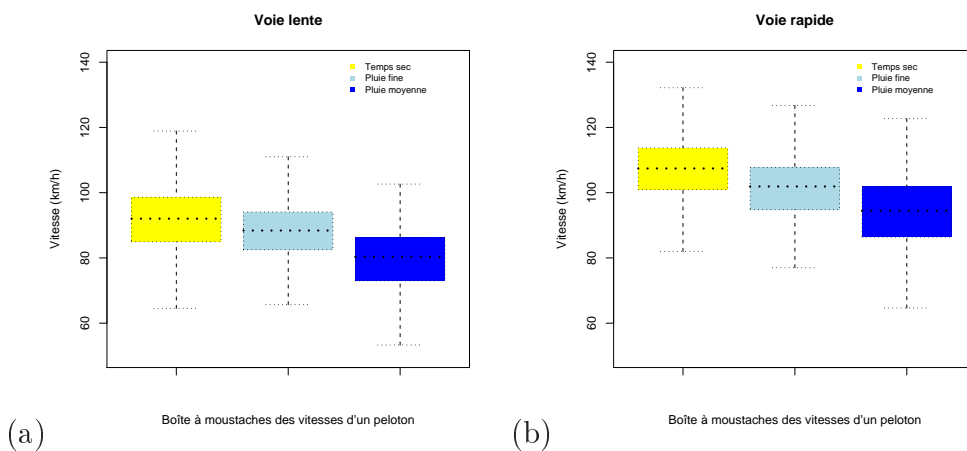 Voie lente
Temps sec
Pluie fine
Pluie moyenne
Vitesse (km/h)
140
120
100
80
60
Boîte à moustaches des vitesses d'un peloton
(a)
Voie rapide
Temps sec
Pluie fine
Pluie moyenne
Vitesse (km/h)
140
120
100
80
60
Boîte à moustaches des vitesses d'un peloton
(b)